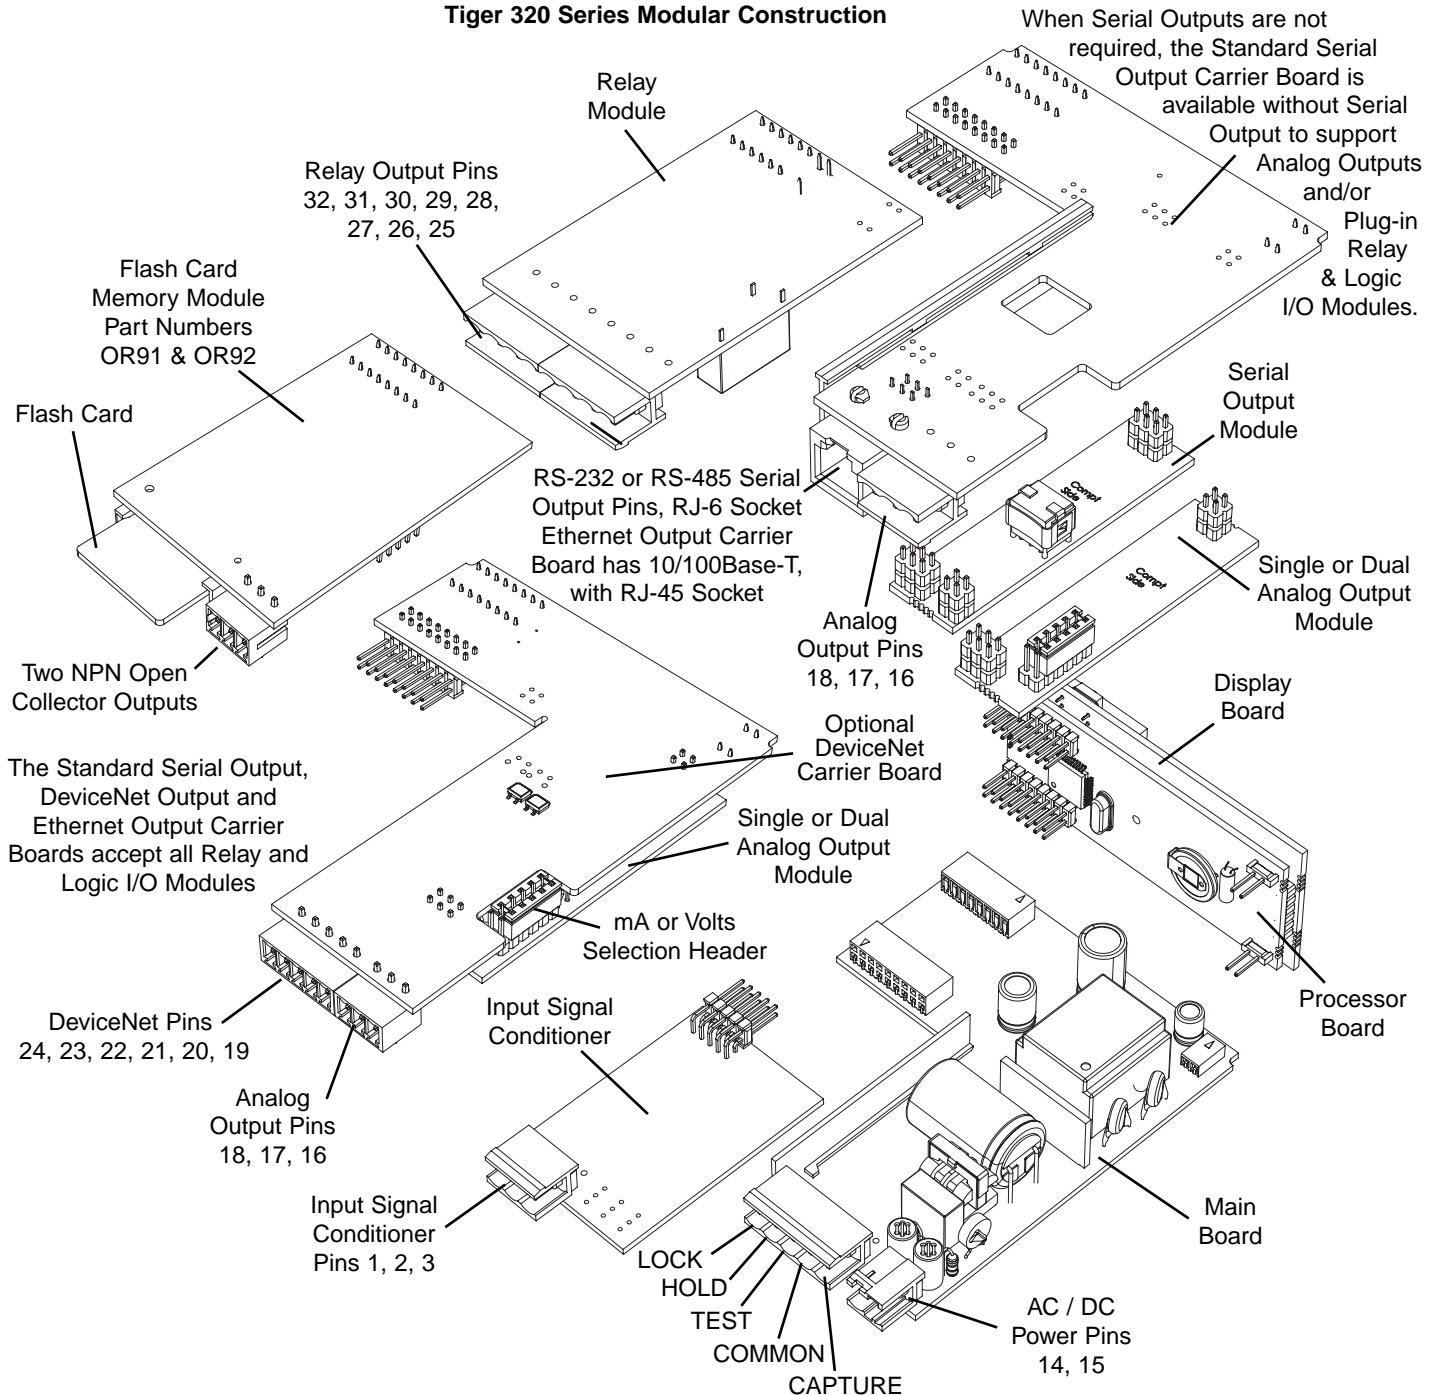 Tiger 320 Series Modular Construction
When Serial Outputs are not
required, the Standard Serial
Output Carrier Board is
available without Serial
Output to support
Analog Outputs
and/or
Plug-in
Relay
& Logic
I/O Modules.
Relay
Module
Relay Output Pins
32, 31, 30, 29, 28,
27, 26, 25
Flash Card
Memory Module
Part Numbers
OR91 & OR92
Flash Card
Serial
Output
Module
RS-232 or RS-485 Serial
Output Pins, RJ-6 Socket
Ethernet Output Carrier
Board has 10/100Base-T,
with RJ-45 Socket
Compt
Side
Compt
Side
Single or Dual
Analog Output
Module
Analog
Output Pins
18, 17, 16
Two NPN Open
Collector Outputs
Display
Board
Optional
DeviceNet
Carrier Board
The Standard Serial Output,
DeviceNet Output and
Ethernet Output Carrier
Boards accept all Relay and
Logic I/O Modules
Single or Dual
Analog Output
Module
mA or Volts
Selection Header
Input Signal
Conditioner
Processor
Board
DeviceNet Pins
24, 23, 22, 21, 20, 19
Analog
Output Pins
18, 17, 16
Input Signal
Conditioner
Pins 1, 2, 3
Main
Board
LOCK
HOLD
TEST
COMMON
CAPTURE
AC / DC
Power Pins
14, 15